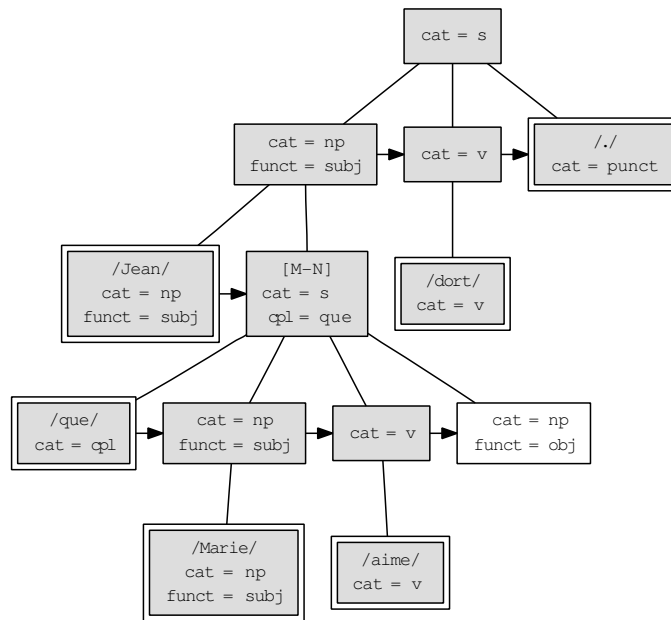 cat = s
cat = np
funct = subj
cat = v
/./
cat = punct
/Jean/
cat = np
funct = subj
[M-N]
cat = s
cpl = que
/dort/
cat = v
/que/
cat = cpl
cat = np
funct = subj
cat = v
cat = np
funct = obj
/Marie/
cat = np
funct = subj
/aime/
cat = v